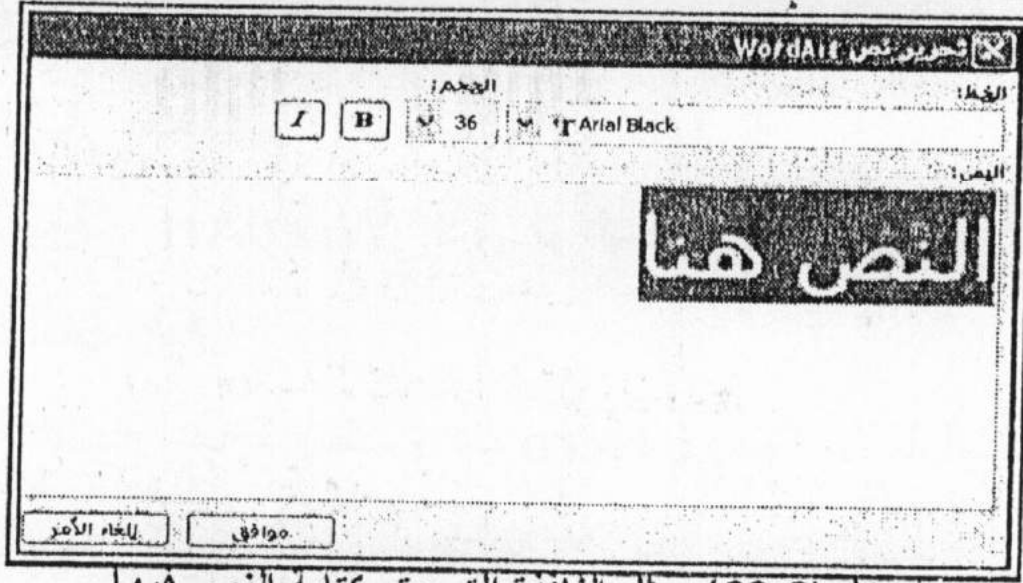 تحرير نص WordArt
الخط: الحجم:
Arial Black 36 B I
النص:
النص هنا
موافق إلغاء الأمر